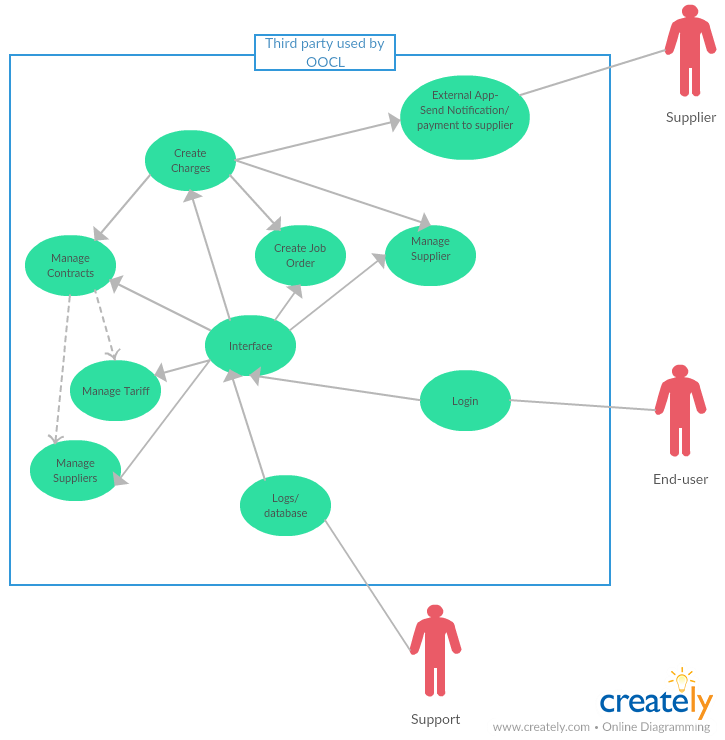 Third party used by
OOCL
Supplier
External App-
Send Notification/
payment to supplier
Create
Charges
Manage
Contracts
Create Job
Order
Manage
Supplier
Interface
Manage Tariff
Login
Manage
Suppliers
End-user
Logs/
database
Support
creately
www.creately.com • Online Diagramming